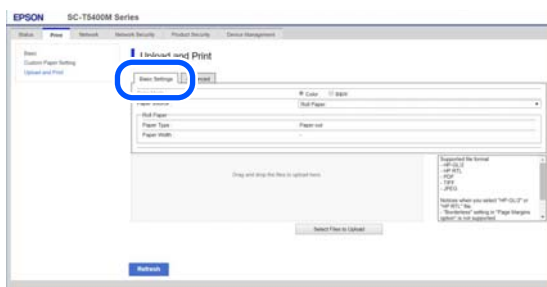 EPSON SC-T5400M Series
Status Print Network Network Security Product Security Device Management
Basic
Custom Paper Setting
Upload and Print
Upload and Print
Basic Settings
Color B&W
Roll Paper
Roll Paper
Paper Type Paper out
Paper Width -
Drag and drop the files to upload here.
Supported file format
- HP-GL/2
- HP RTL
- PDF
- TIFF
- JPEG
Notices when you select "HP-GL/2" or
"HP RTL" file
- "Borderless" setting in "Page Margins
option" is not supported
Select Files to Upload
Refresh